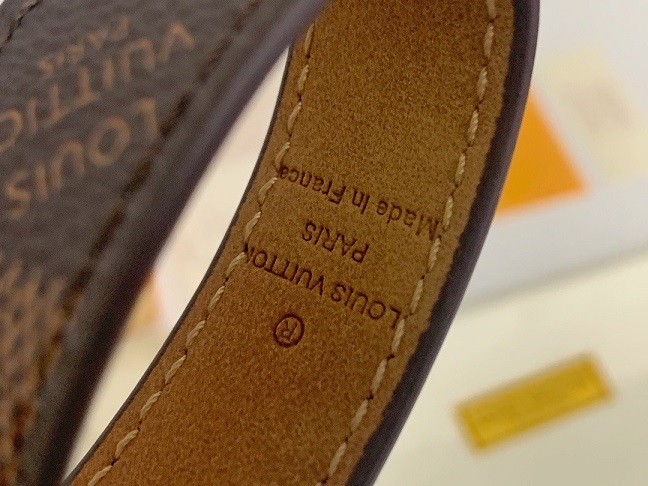 LOUIS
VUITTO
PARIS
®
LOUIS VUITTON
PARIS
Made In France